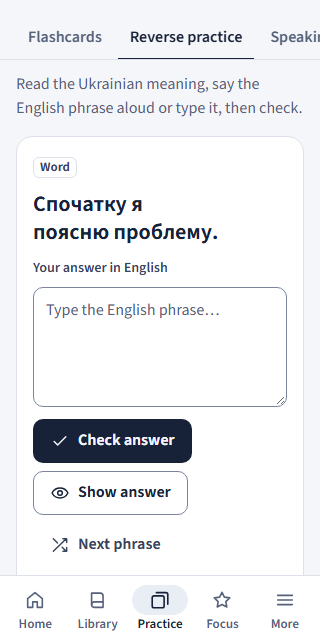 Flashcards Reverse practice Speakin
Read the Ukrainian meaning, say the
English phrase aloud or type it, then check.
Word
Спочатку я
поясню проблему.
Your answer in English
Type the English phrase…
Check answer
Show answer
Next phrase
Home Library Practice Focus More